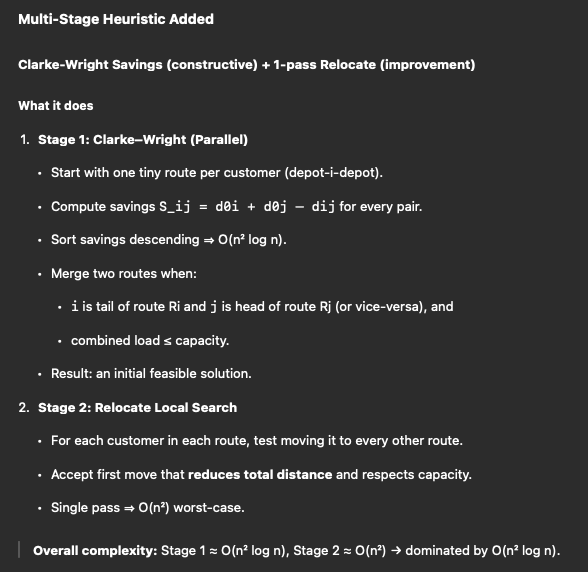 Multi-Stage Heuristic Added
Clarke-Wright Savings (constructive) + 1-pass Relocate (improvement)
What it does
1. Stage 1: Clarke–Wright (Parallel)
• Start with one tiny route per customer (depot-i-depot).
• Compute savings S_ij = d0i + d0j − dij for every pair.
• Sort savings descending ⇒ O(n² log n).
• Merge two routes when:
• i is tail of route Ri and j is head of route Rj (or vice-versa), and
• combined load ≤ capacity.
• Result: an initial feasible solution.
2. Stage 2: Relocate Local Search
• For each customer in each route, test moving it to every other route.
• Accept first move that reduces total distance and respects capacity.
• Single pass ⇒ O(n²) worst-case.
Overall complexity: Stage 1 ≈ O(n² log n), Stage 2 ≈ O(n²) → dominated by O(n² log n).